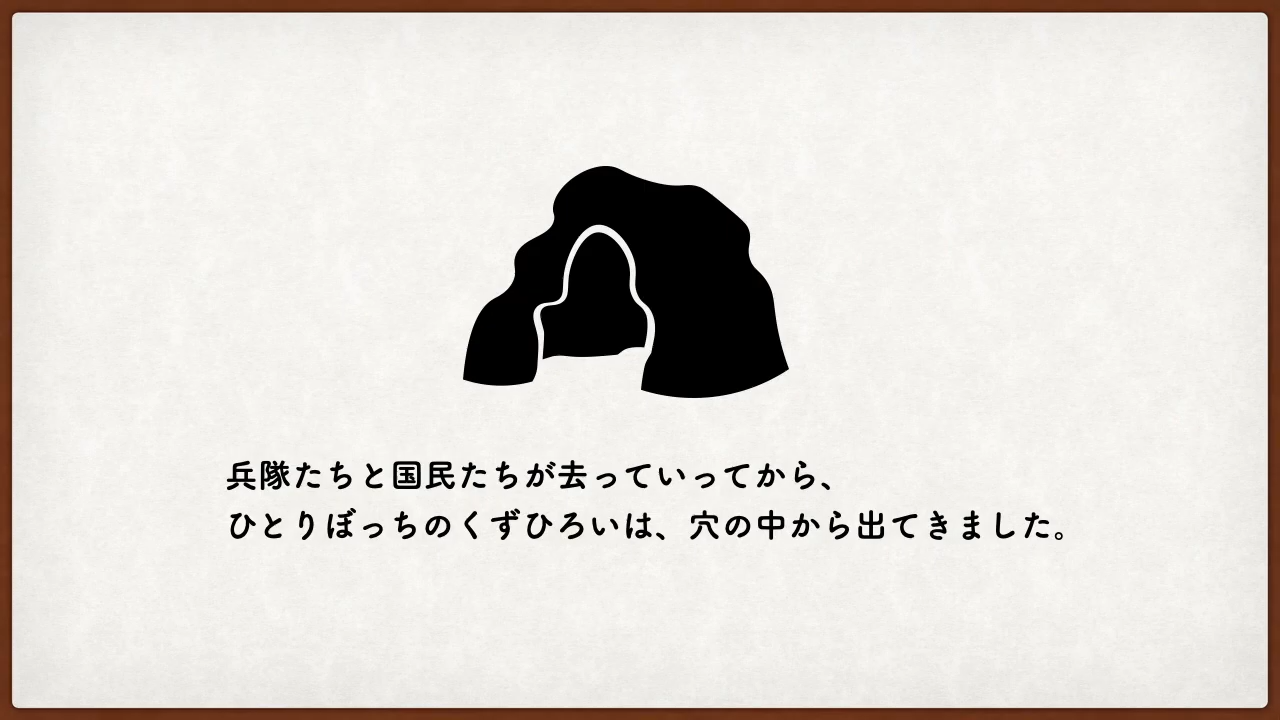 兵隊たちと国民たちが去っていってから、
ひとりぼっちのくずひろいは、穴の中から出てきました。